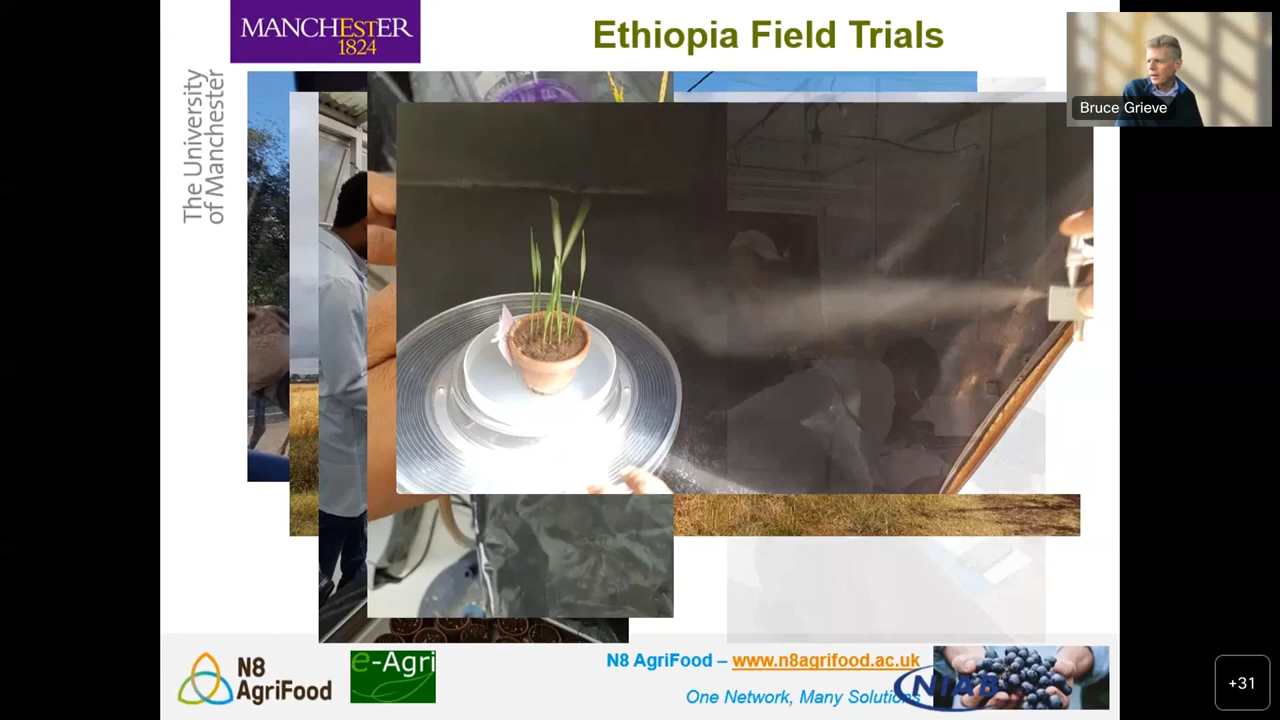 MANCHESTER
1824
The University
of Manchester
Ethiopia Field Trials
Bruce Grieve
N8
AgriFood
e-Agri
N8 AgriFood – www.n8agrifood.ac.uk
One Network, Many Solutions
NIAB
+31